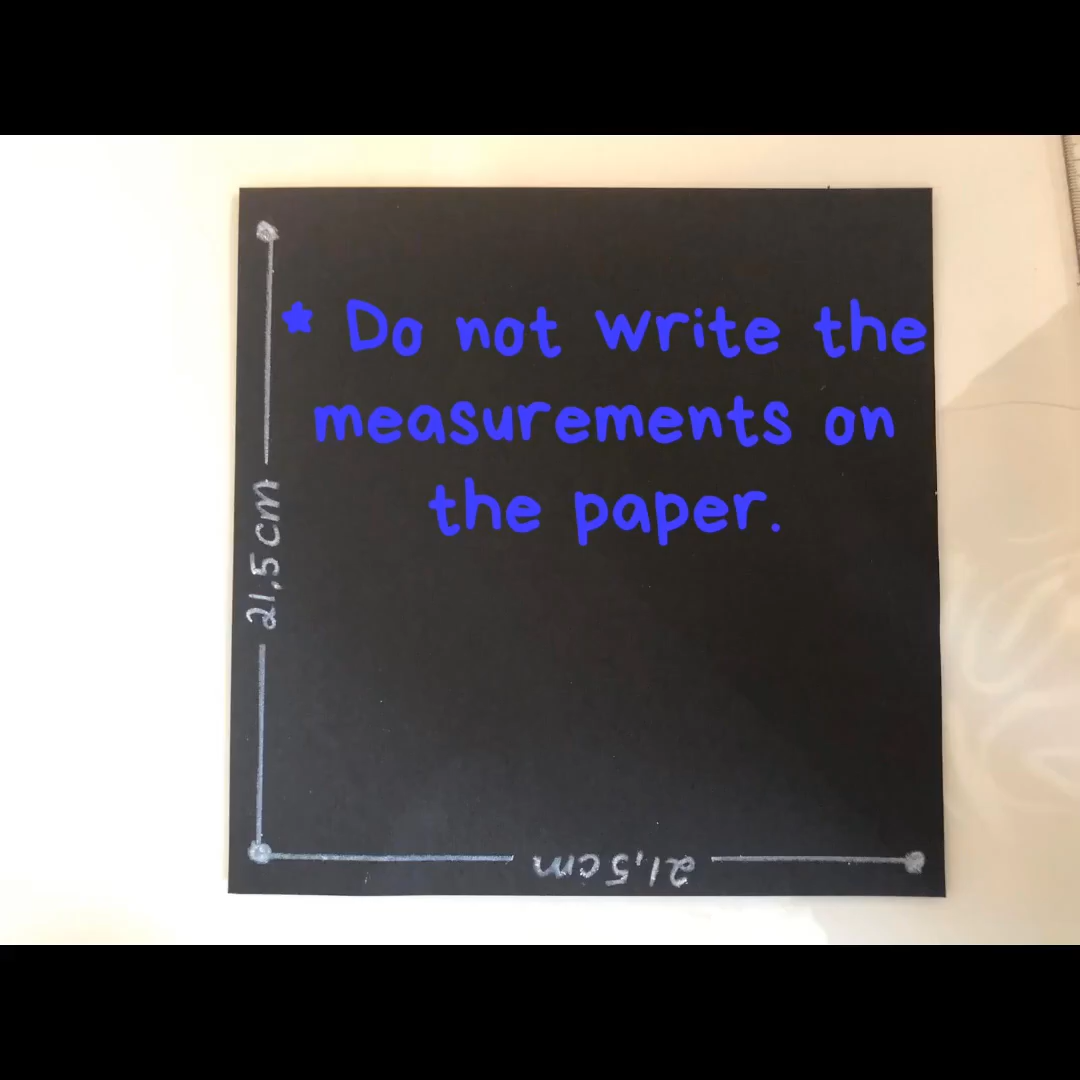 * Do not write the
measurements on
the paper.
21,5cm
21,5cm